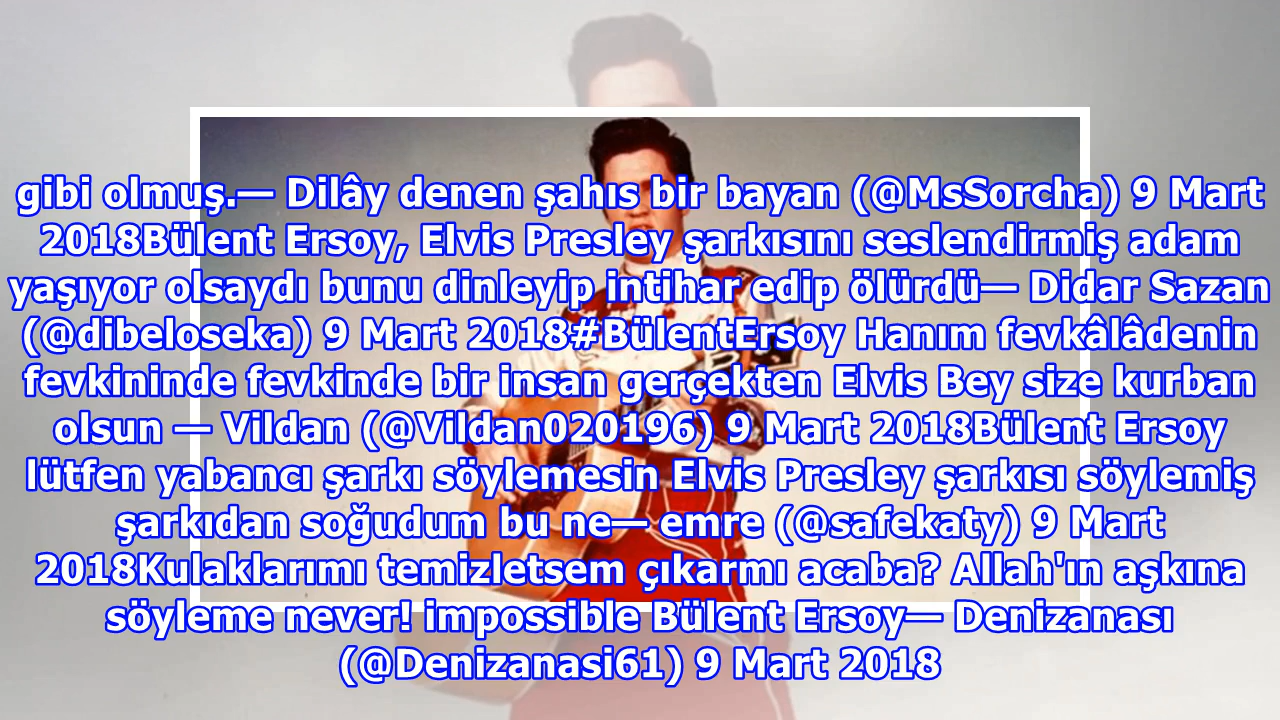 gibi olmuş.— Dilây denen şahıs bir bayan (@MsSorcha) 9 Mart
2018Bülent Ersoy, Elvis Presley şarkısını seslendirmiş adam
yaşıyor olsaydı bunu dinleyip intihar edip ölürdü— Didar Sazan
(@dibeloseka) 9 Mart 2018#BülentErsoy Hanım fevkâlâdenin
fevkininde fevkinde bir insan gerçekten Elvis Bey size kurban
olsun — Vildan (@Vildan020196) 9 Mart 2018Bülent Ersoy
lütfen yabancı şarkı söylemesin Elvis Presley şarkısı söylemiş
şarkıdan soğudum bu ne— emre (@safekaty) 9 Mart
2018Kulaklarımı temizletsem çıkarmı acaba? Allah'ın aşkına
söyleme never! impossible Bülent Ersoy— Denizanası
(@Denizanasi61) 9 Mart 2018